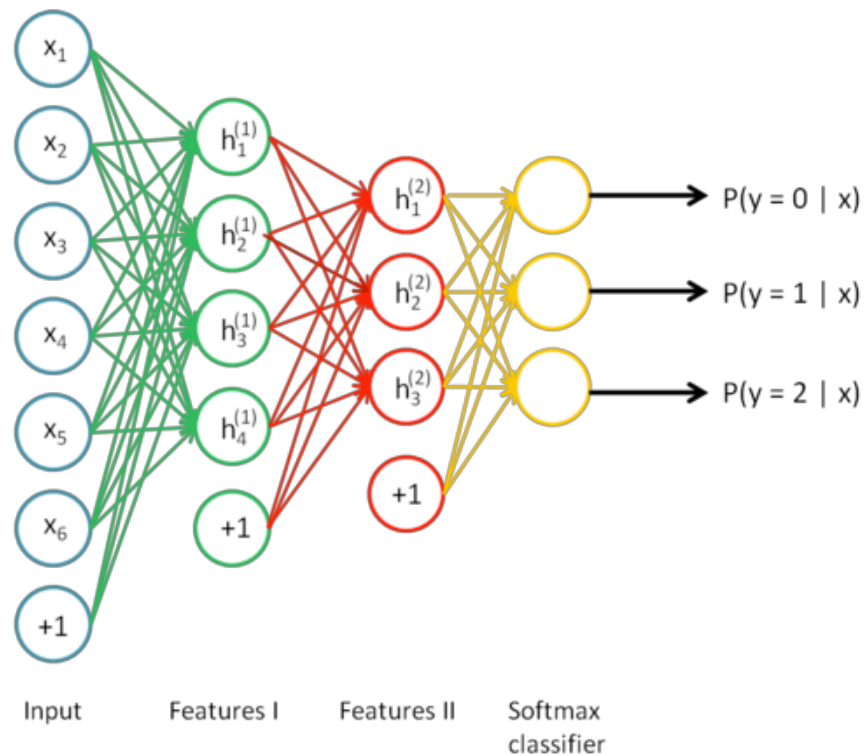 x₁
x₂
x₃
x₄
x₅
x₆
+1
h₁⁽¹⁾
h₂⁽¹⁾
h₃⁽¹⁾
h₄⁽¹⁾
+1
h₁⁽²⁾
h₂⁽²⁾
h₃⁽²⁾
+1
P(y = 0 | x)
P(y = 1 | x)
P(y = 2 | x)
Input
Features I
Features II
Softmax
classifier